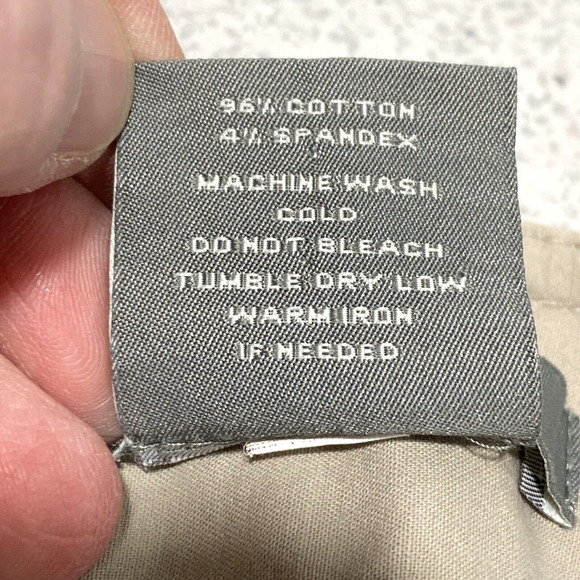 96% COTTON
4% SPANDEX
MACHINE WASH
COLD
DO NOT BLEACH
TUMBLE DRY LOW
WARM IRON
IF NEEDED